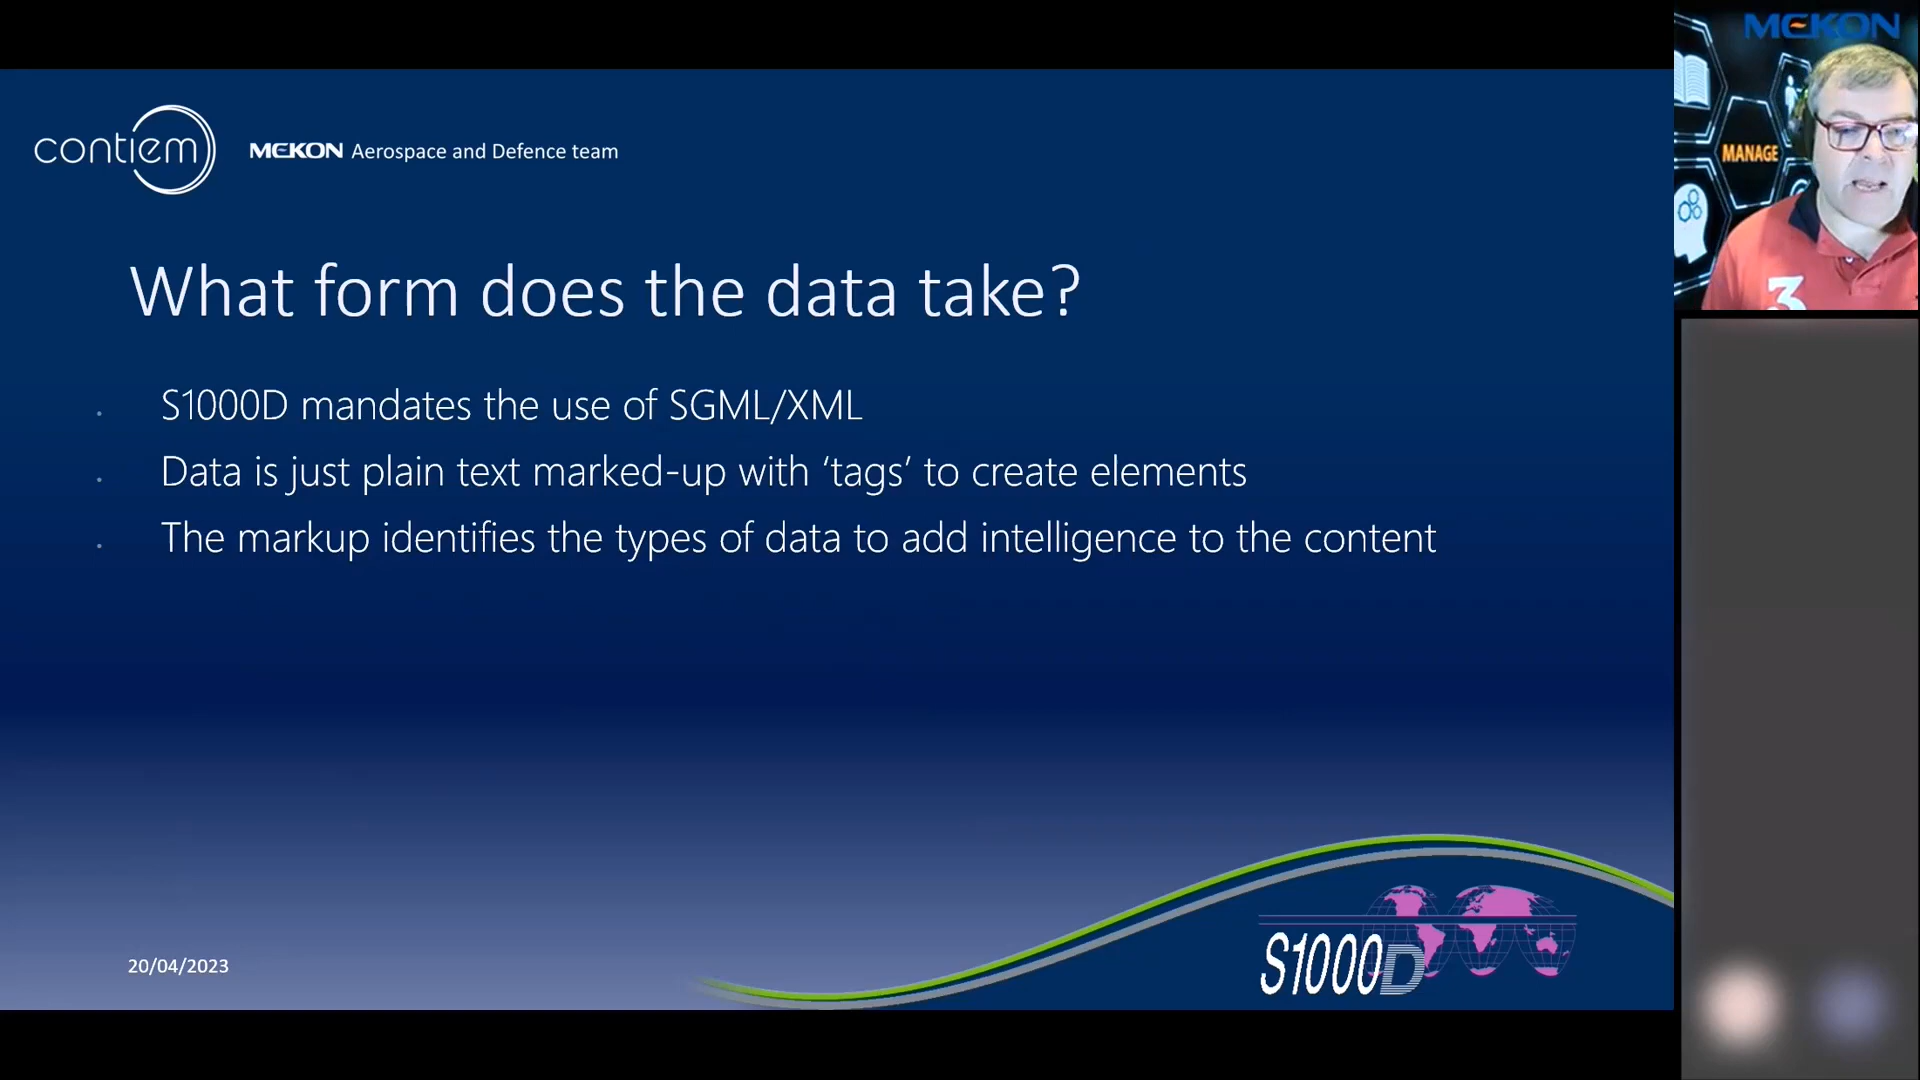 MEKON
contiem
MEKON Aerospace and Defence team
MANAGE
What form does the data take?
3
S1000D mandates the use of SGML/XML
Data is just plain text marked-up with ‘tags’ to create elements
The markup identifies the types of data to add intelligence to the content
20/04/2023
S1000D